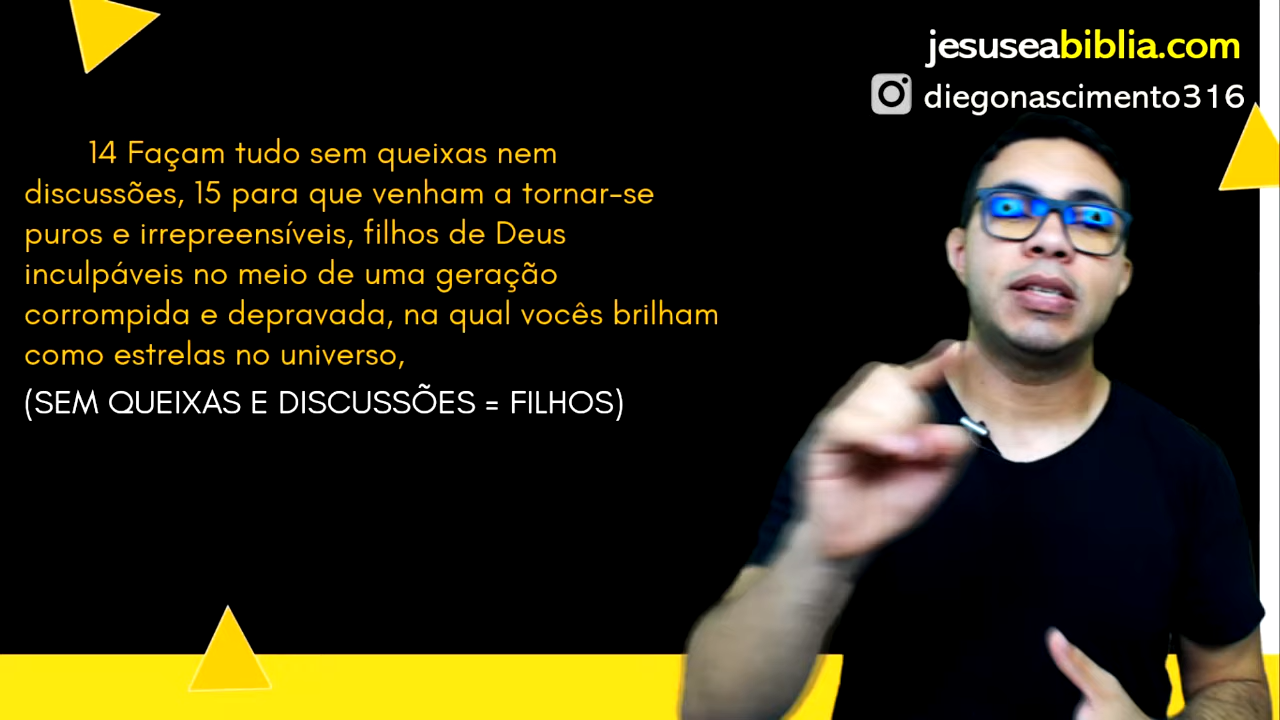 jesuseabiblia.com
diegonascimento316
14 Façam tudo sem queixas nem
discussões, 15 para que venham a tornar-se
puros e irrepreensíveis, filhos de Deus
inculpáveis no meio de uma geração
corrompida e depravada, na qual vocês brilham
como estrelas no universo,
(SEM QUEIXAS E DISCUSSÕES = FILHOS)